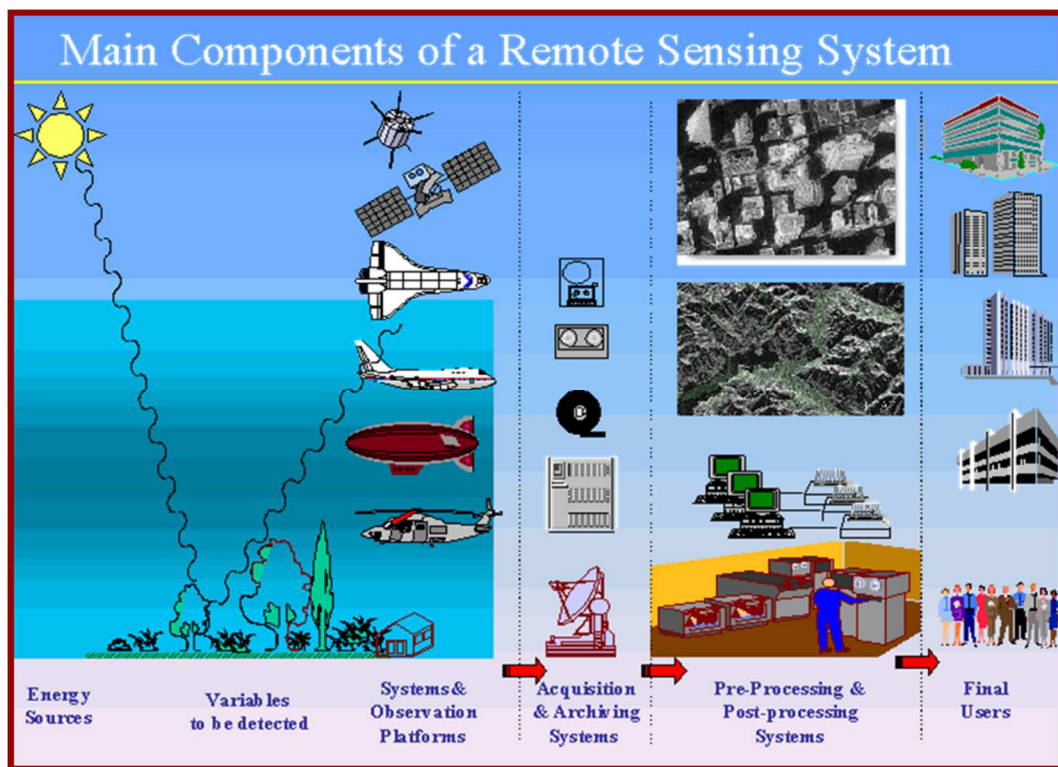 Main Components of a Remote Sensing System
Energy
Sources
Variables
to be detected
Systems &
Observation
Platforms
Acquisition
& Archiving
Systems
Pre-Processing &
Post-processing
Systems
Final
Users